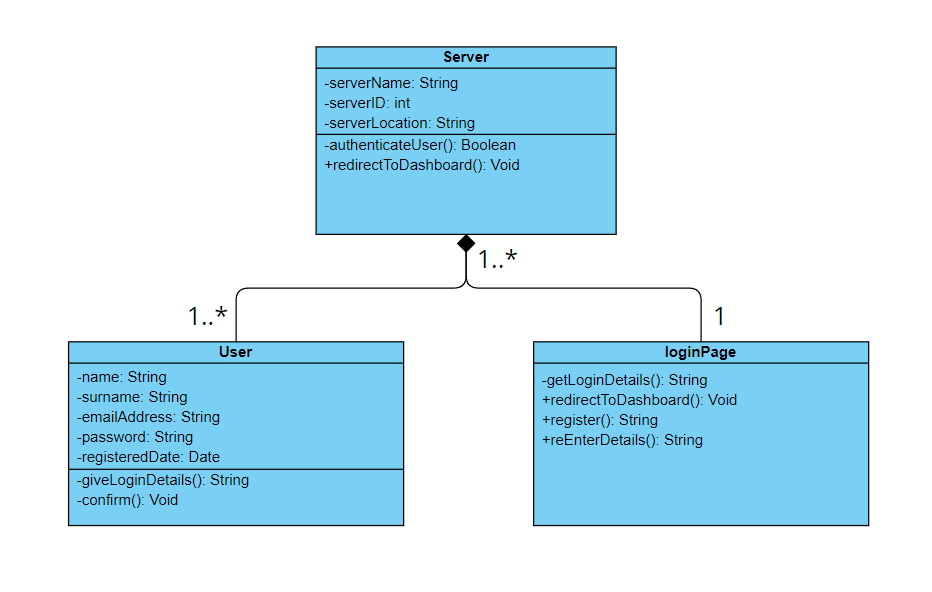 Server
-serverName: String
-serverID: int
-serverLocation: String
-authenticateUser(): Boolean
+redirectToDashboard(): Void
1..*
1..*
1
User
-name: String
-surname: String
-emailAddress: String
-password: String
-registeredDate: Date
-giveLoginDetails(): String
-confirm(): Void
loginPage
-getLoginDetails(): String
+redirectToDashboard(): Void
+register(): String
+reEnterDetails(): String